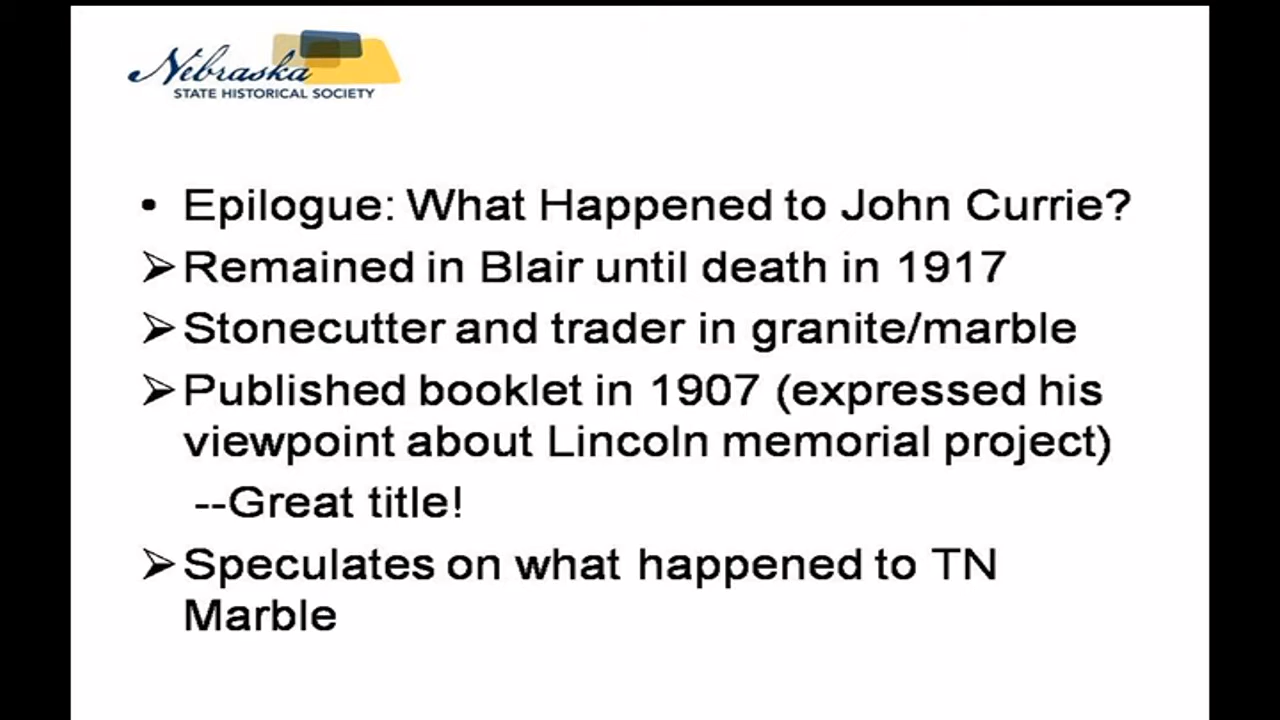 Nebraska
STATE HISTORICAL SOCIETY
• Epilogue: What Happened to John Currie?
➢ Remained in Blair until death in 1917
➢ Stonecutter and trader in granite/marble
➢ Published booklet in 1907 (expressed his
viewpoint about Lincoln memorial project)
--Great title!
➢ Speculates on what happened to TN
Marble